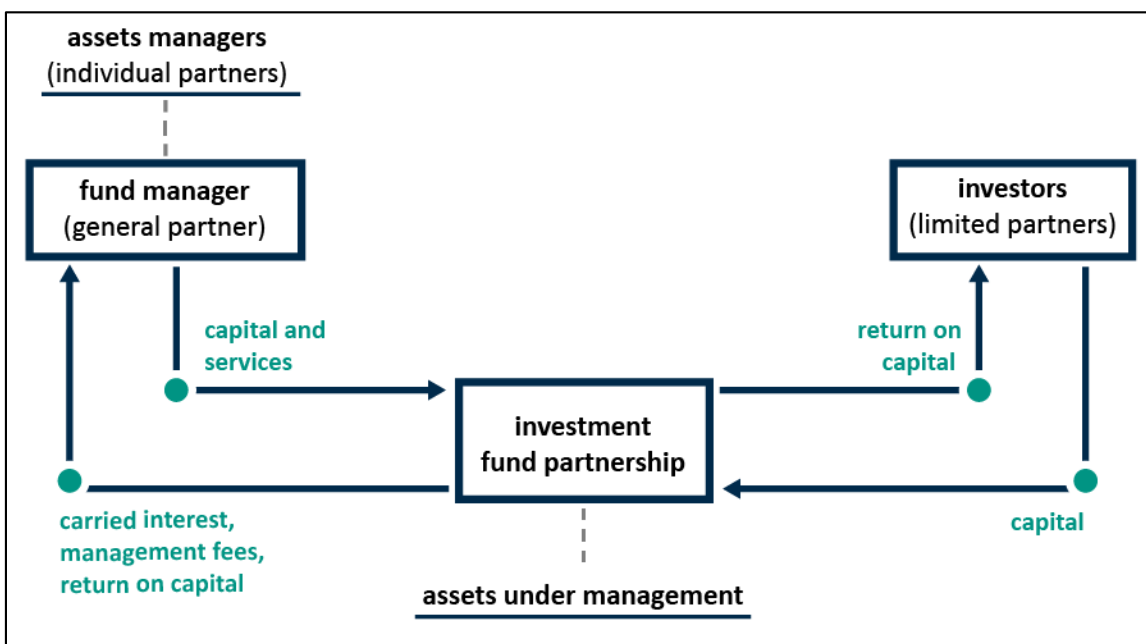 assets managers
(individual partners)
fund manager
(general partner)
investors
(limited partners)
capital and
services
return on
capital
investment
fund partnership
carried interest,
management fees,
return on capital
capital
assets under management